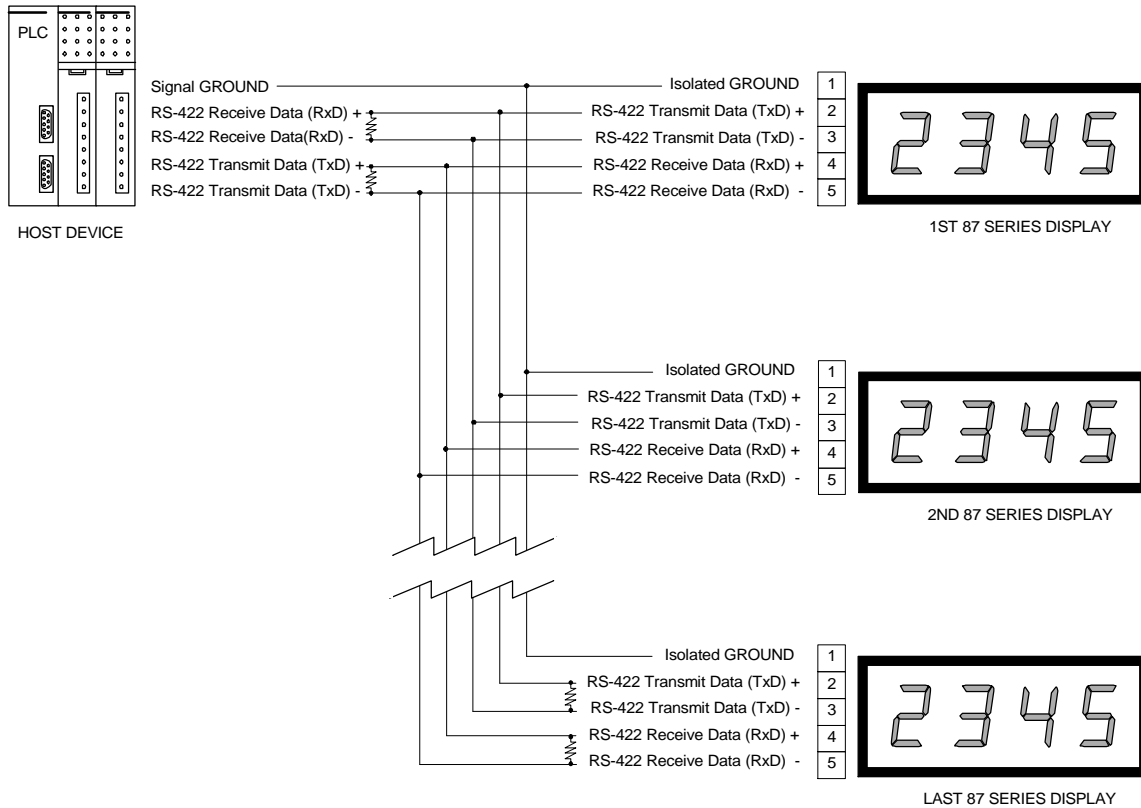 PLC
Signal GROUND
RS-422 Receive Data (RxD) +
RS-422 Receive Data(RxD) -
RS-422 Transmit Data (TxD) +
RS-422 Transmit Data (TxD) -
HOST DEVICE
Isolated GROUND 1
RS-422 Transmit Data (TxD) + 2
RS-422 Transmit Data (TxD) - 3
RS-422 Receive Data (RxD) + 4
RS-422 Receive Data (RxD) - 5
2345
1ST 87 SERIES DISPLAY
Isolated GROUND 1
RS-422 Transmit Data (TxD) + 2
RS-422 Transmit Data (TxD) - 3
RS-422 Receive Data (RxD) + 4
RS-422 Receive Data (RxD) - 5
2345
2ND 87 SERIES DISPLAY
Isolated GROUND 1
RS-422 Transmit Data (TxD) + 2
RS-422 Transmit Data (TxD) - 3
RS-422 Receive Data (RxD) + 4
RS-422 Receive Data (RxD) - 5
2345
LAST 87 SERIES DISPLAY